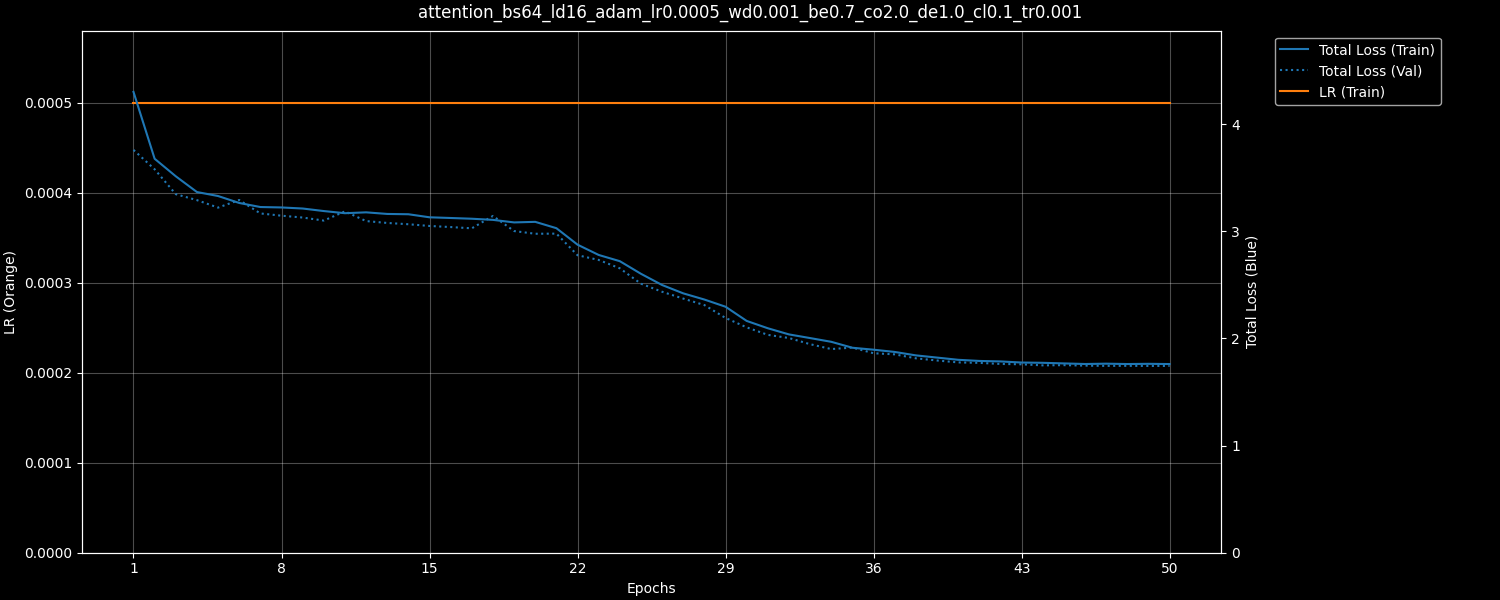 attention_bs64_ld16_adam_lr0.0005_wd0.001_be0.7_co2.0_de1.0_cl0.1_tr0.001
Total Loss (Train)
Total Loss (Val)
LR (Train)
LR (Orange)
0.0005
0.0004
0.0003
0.0002
0.0001
0.0000
4
3
2
1
0
Total Loss (Blue)
1 8 15 22 29 36 43 50
Epochs